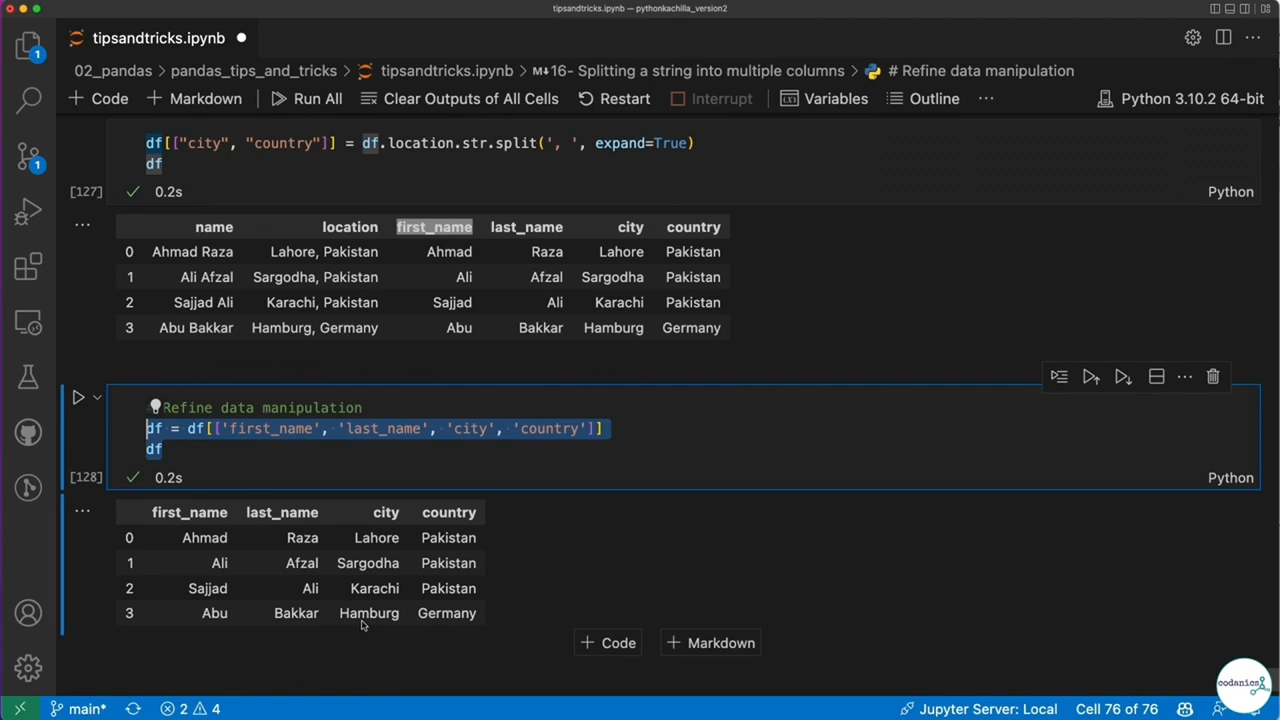 tipsandtricks.ipynb — pythonkachilla_version2
tipsandtricks.ipynb
02_pandas > pandas_tips_and_tricks > tipsandtricks.ipynb > M↓16- Splitting a string into multiple columns > # Refine data manipulation
+ Code + Markdown Run All Clear Outputs of All Cells Restart Interrupt Variables Outline ··· Python 3.10.2 64-bit
1
1
df[["city", "country"]] = df.location.str.split(', ', expand=True)
df
[127] ✓ 0.2s Python
name location first_name last_name city country
0 Ahmad Raza Lahore, Pakistan Ahmad Raza Lahore Pakistan
1 Ali Afzal Sargodha, Pakistan Ali Afzal Sargodha Pakistan
2 Sajjad Ali Karachi, Pakistan Sajjad Ali Karachi Pakistan
3 Abu Bakkar Hamburg, Germany Abu Bakkar Hamburg Germany
Refine data manipulation
df = df[['first_name', 'last_name', 'city', 'country']]
df
[128] ✓ 0.2s Python
first_name last_name city country
0 Ahmad Raza Lahore Pakistan
1 Ali Afzal Sargodha Pakistan
2 Sajjad Ali Karachi Pakistan
3 Abu Bakkar Hamburg Germany
+ Code + Markdown
codanics
main* 2 4 Jupyter Server: Local Cell 76 of 76